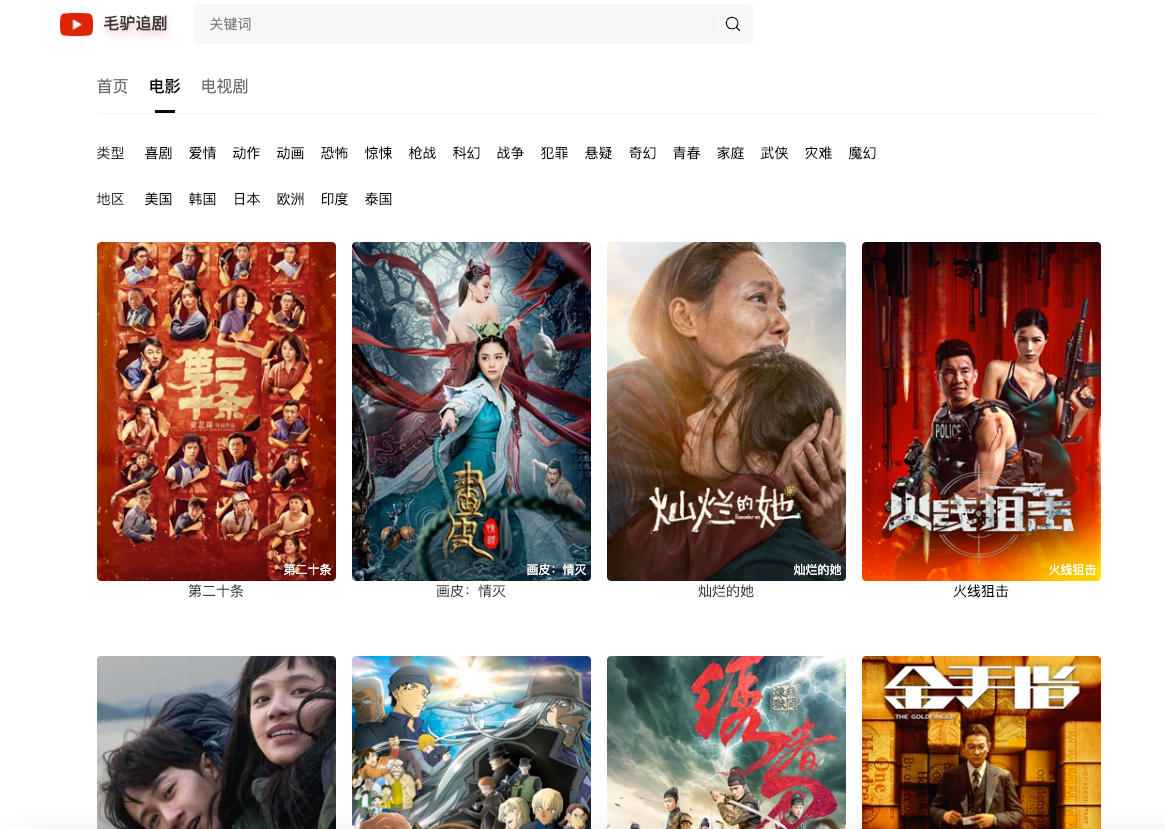 毛驴追剧
关键词
首页 电影 电视剧
类型 喜剧 爱情 动作 动画 恐怖 惊悚 枪战 科幻 战争 犯罪 悬疑 奇幻 青春 家庭 武侠 灾难 魔幻
地区 美国 韩国 日本 欧洲 印度 泰国
第二十条
张艺谋
第二十条
第二十条
畫皮
情灭
画皮：情灭
画皮：情灭
灿烂的她
Remember me
灿烂的她
灿烂的她
POLICE
火线狙击
火线狙击
火线狙击
绣春刀
金手指
THE GOLDFINGER